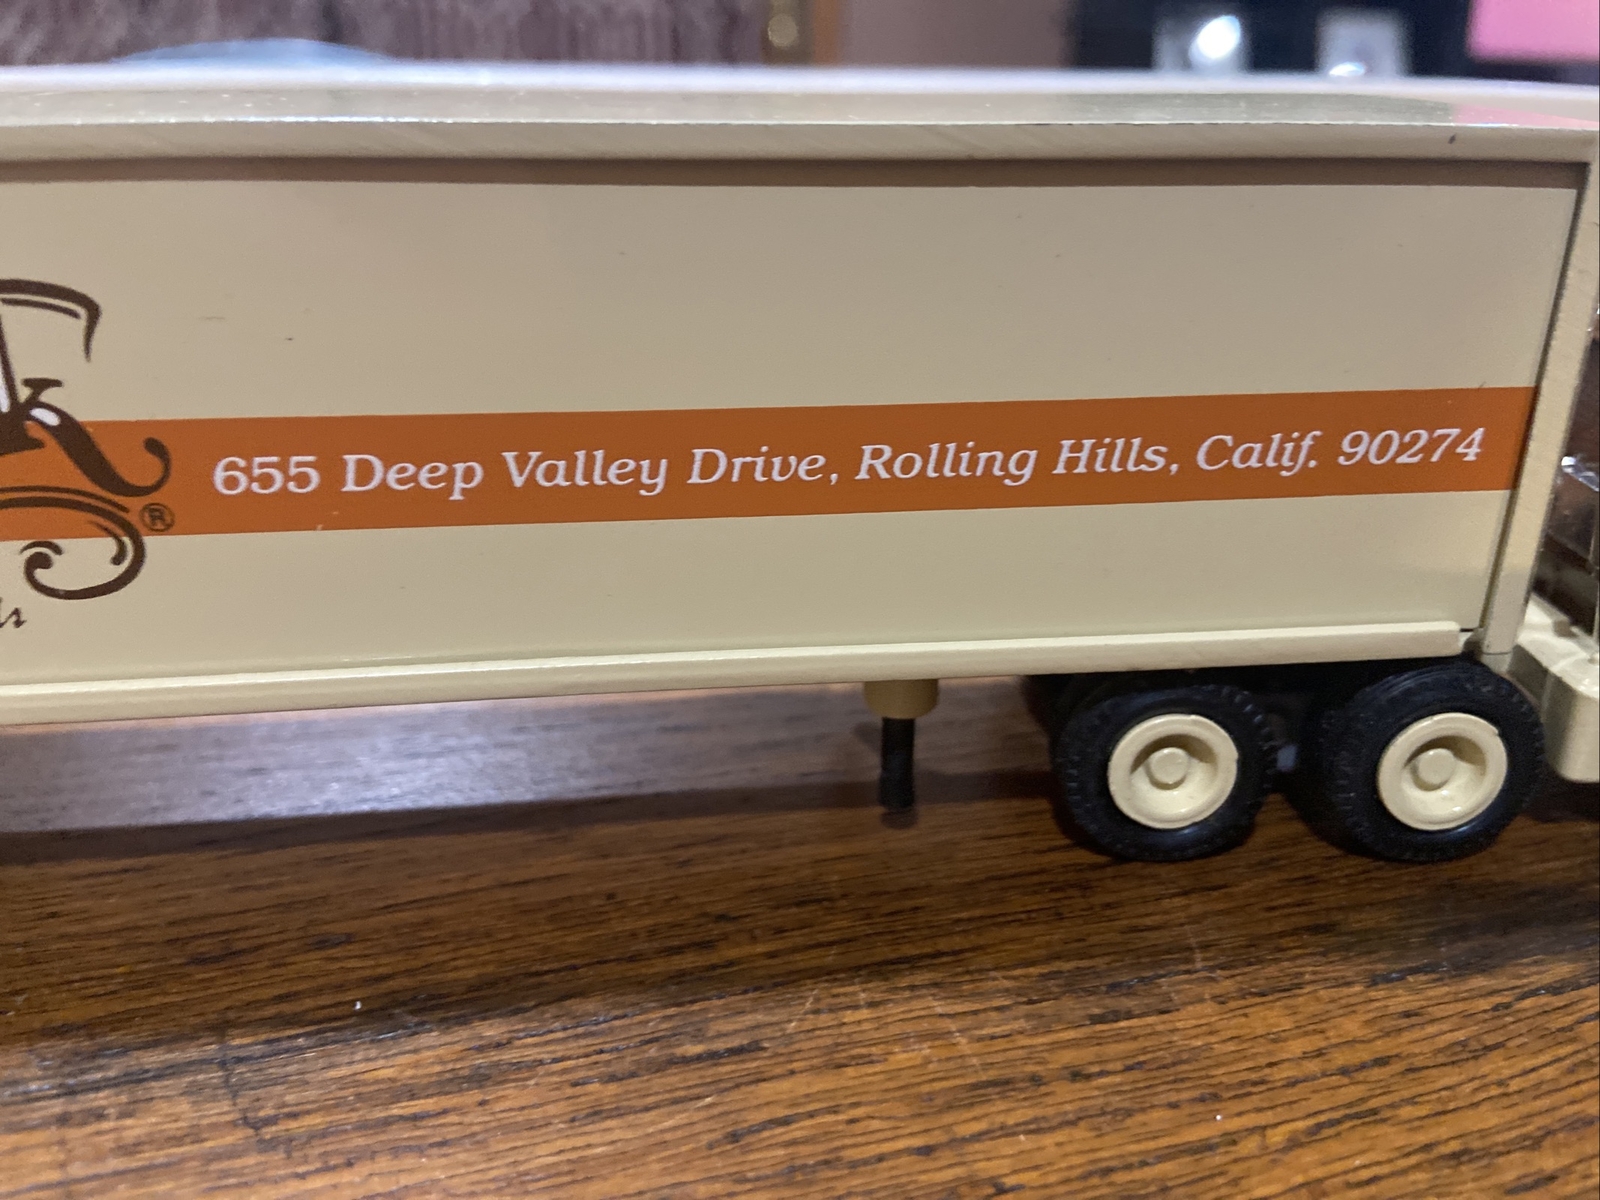 k®
655 Deep Valley Drive, Rolling Hills, Calif. 90274